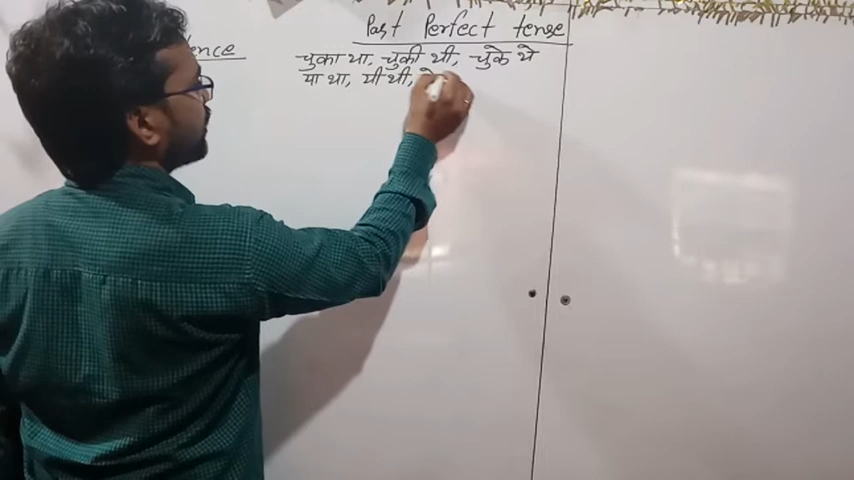 Past Perfect tense
चुका था, चुकी थी, चुके थे
या था, यी थी,